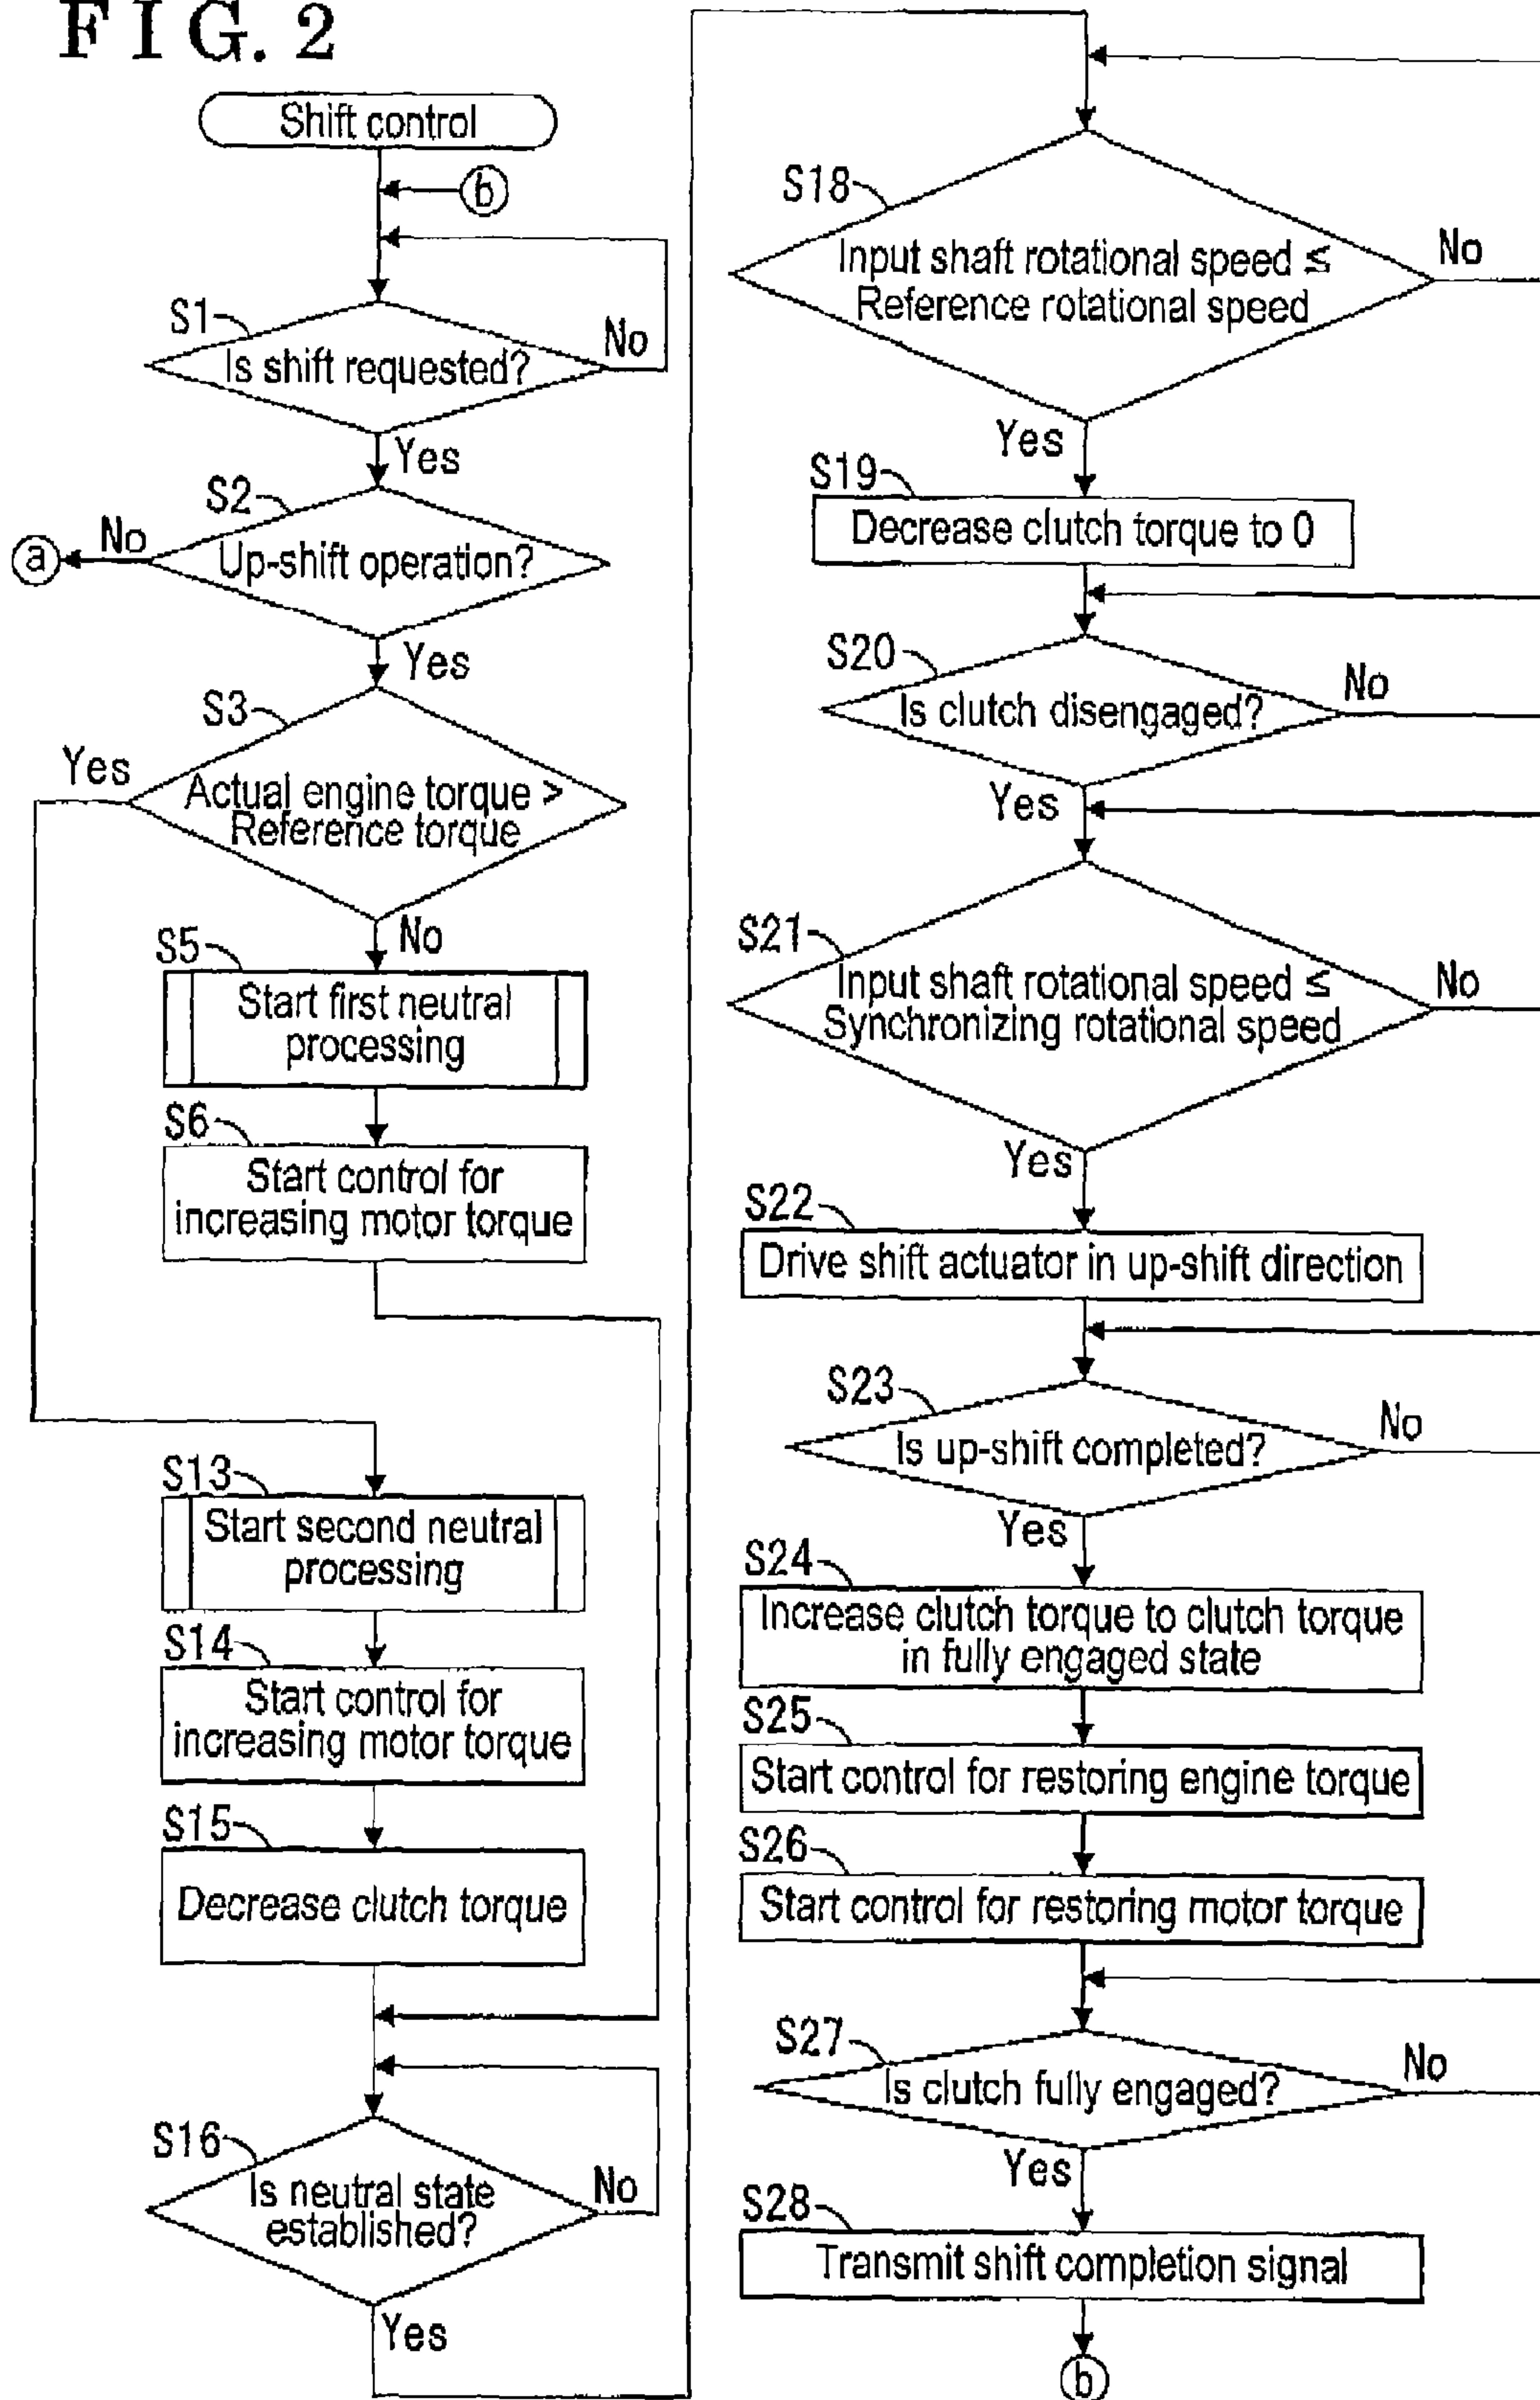 FIG. 2
Shift control
b
S1
Is shift requested?
No
Yes
S2
Up-shift operation?
No
a
Yes
S3
Actual engine torque >
Reference torque
Yes
No
S5
Start first neutral
processing
S6
Start control for
increasing motor torque
S13
Start second neutral
processing
S14
Start control for
increasing motor torque
S15
Decrease clutch torque
S16
Is neutral state
established?
No
Yes
S18
Input shaft rotational speed ≤
Reference rotational speed
No
Yes
S19
Decrease clutch torque to 0
S20
Is clutch disengaged?
No
Yes
S21
Input shaft rotational speed ≤
Synchronizing rotational speed
No
Yes
S22
Drive shift actuator in up-shift direction
S23
Is up-shift completed?
No
Yes
S24
Increase clutch torque to clutch torque
in fully engaged state
S25
Start control for restoring engine torque
S26
Start control for restoring motor torque
S27
Is clutch fully engaged?
No
Yes
S28
Transmit shift completion signal
b